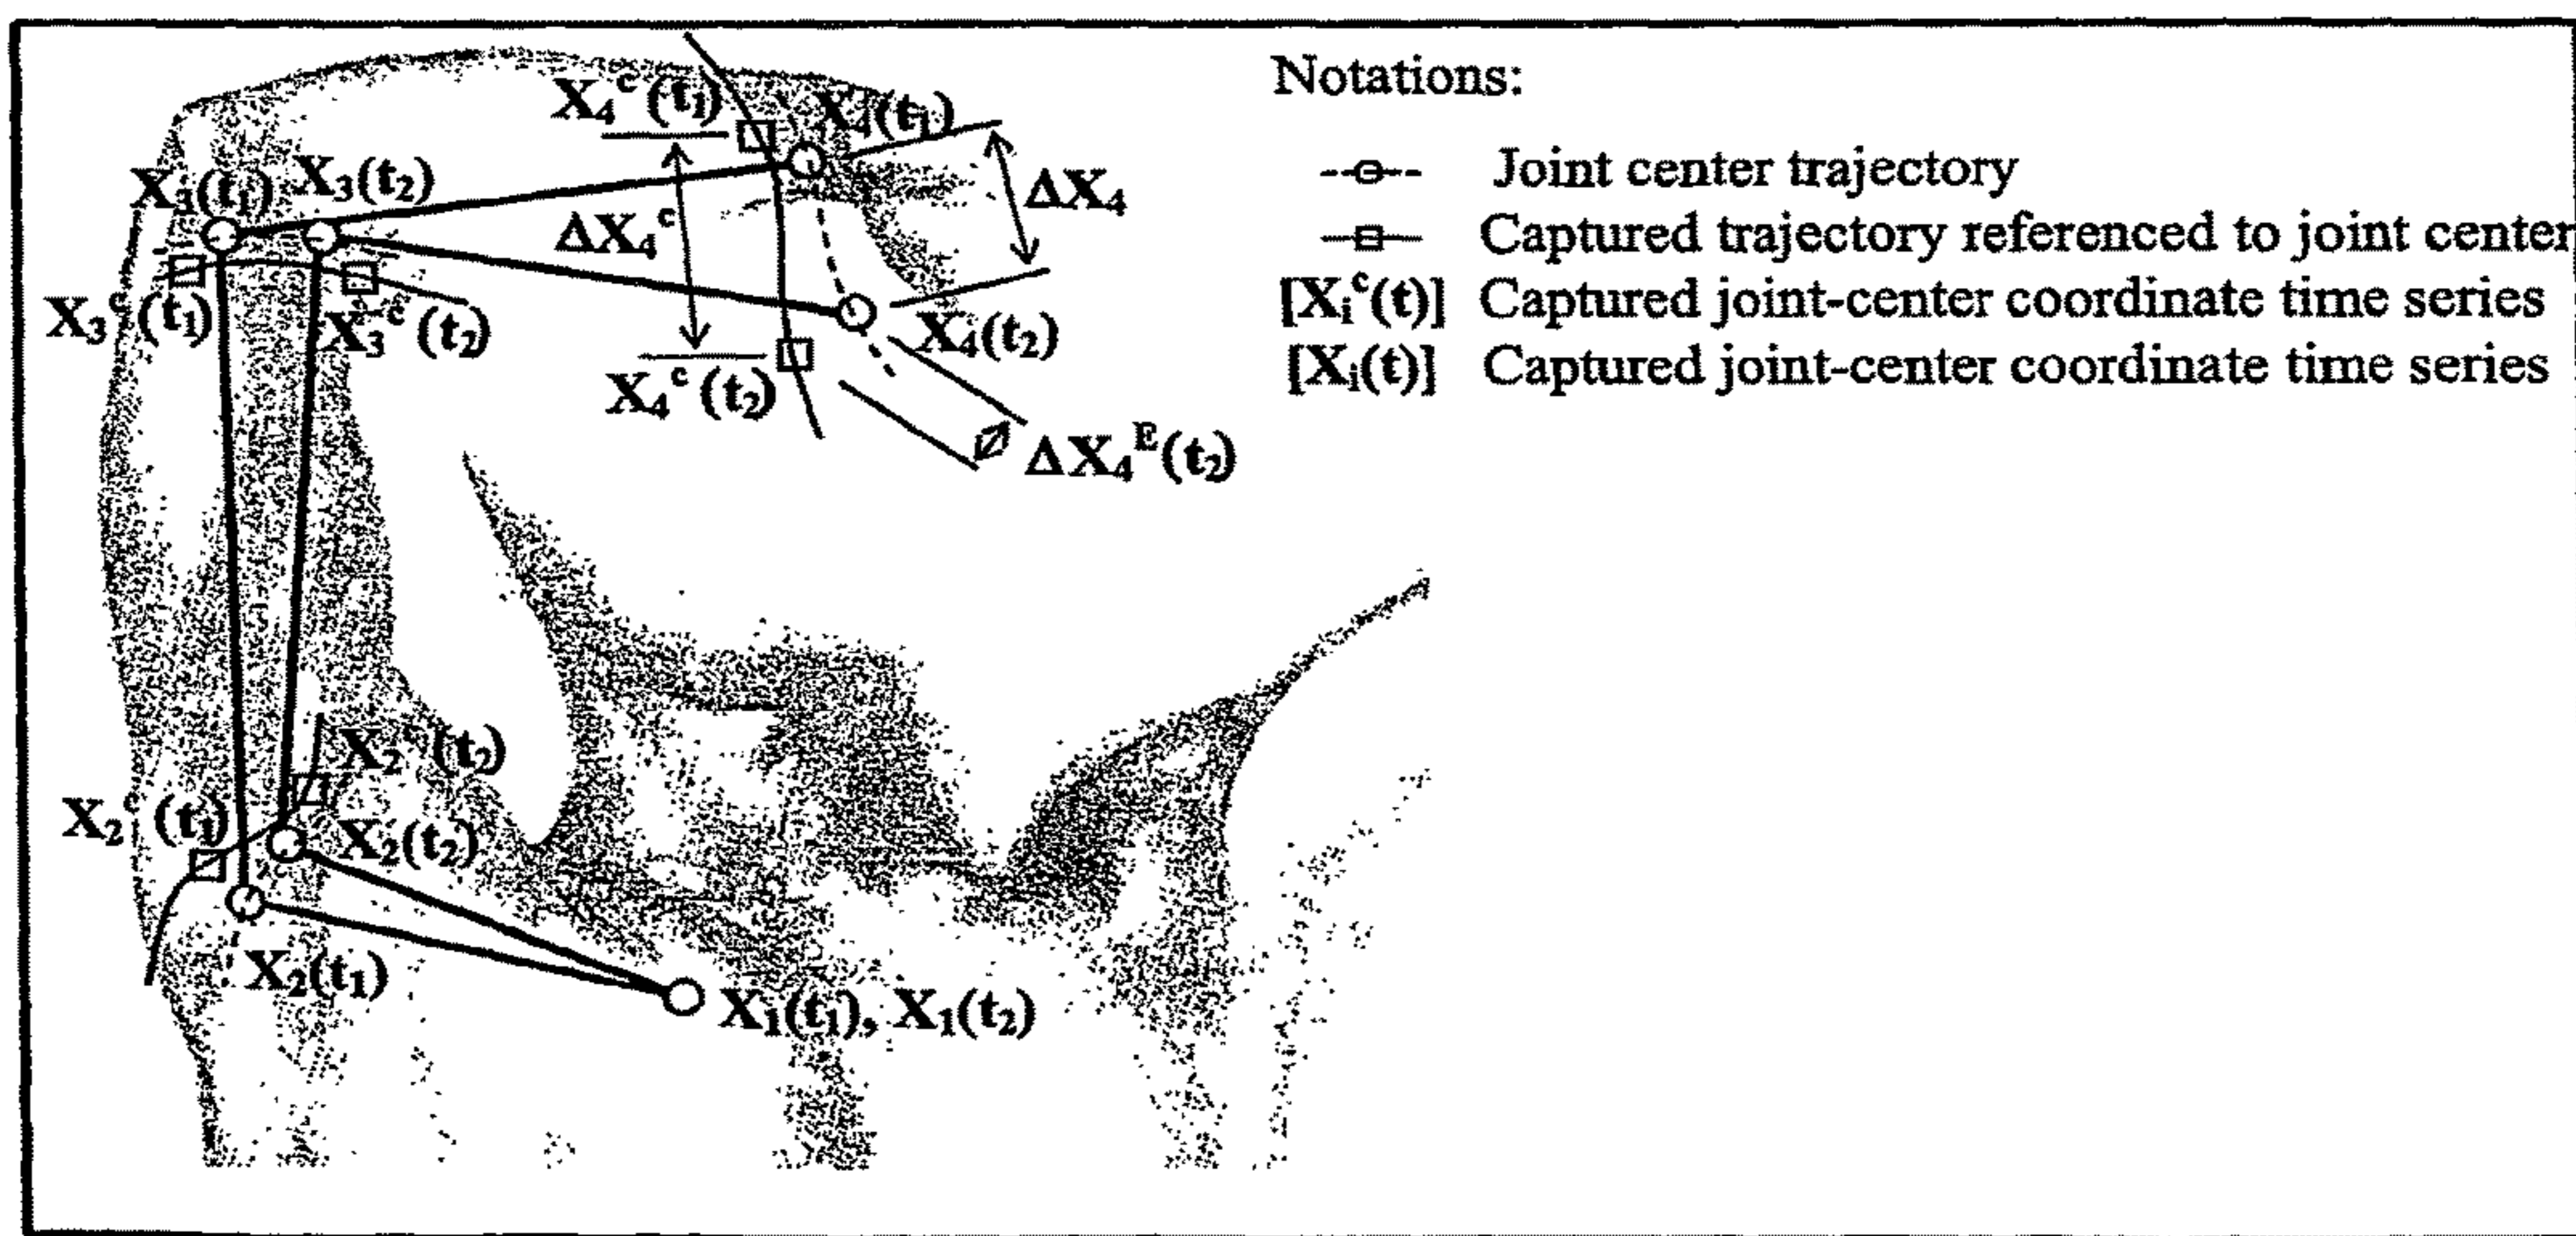 Notations:
Joint center trajectory
Captured trajectory referenced to joint center
[Xᵢᶜ(t)] Captured joint-center coordinate time series
[Xᵢ(t)] Captured joint-center coordinate time series
X₄ᶜ(t₁)
X₄(t₁)
X₃(t₁) X₃(t₂)
ΔX₄
ΔX₄ᶜ
X₃ᶜ(t₁)
X₃ᶜ(t₂)
X₄(t₂)
X₄ᶜ(t₂)
ΔX₄ᴱ(t₂)
X₂ᶜ(t₂)
X₂ᶜ(t₁)
X₂(t₂)
X₂(t₁)
X₁(t₁), X₁(t₂)